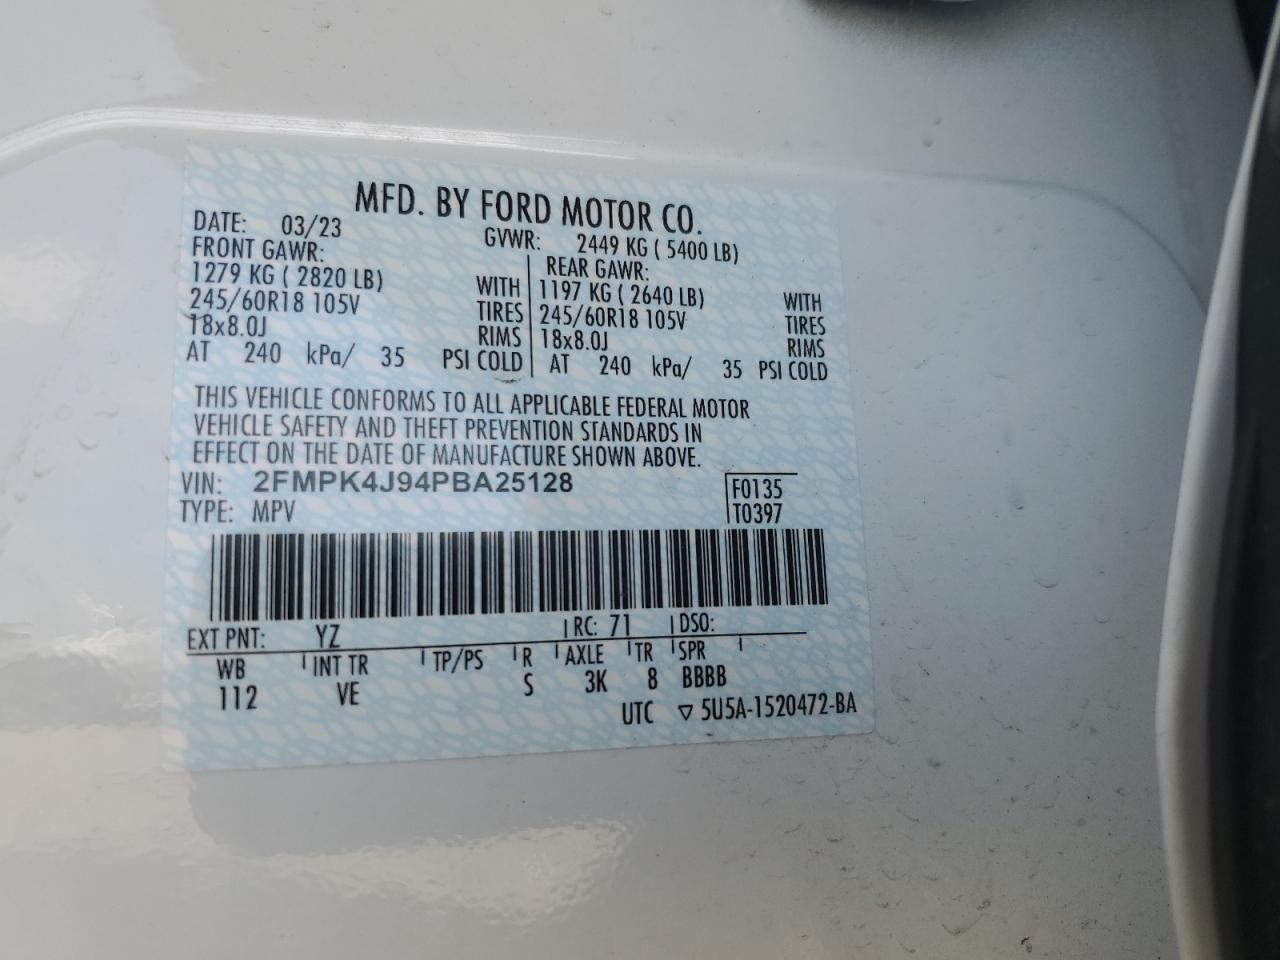 MFD. BY FORD MOTOR CO.
DATE: 03/23 GVWR: 2449 KG ( 5400 LB)
FRONT GAWR: REAR GAWR:
1279 KG ( 2820 LB) WITH 1197 KG ( 2640 LB) WITH
245/60R18 105V TIRES 245/60R18 105V TIRES
18x8.0J RIMS 18x8.0J RIMS
AT 240 kPa/ 35 PSI COLD AT 240 kPa/ 35 PSI COLD
THIS VEHICLE CONFORMS TO ALL APPLICABLE FEDERAL MOTOR
VEHICLE SAFETY AND THEFT PREVENTION STANDARDS IN
EFFECT ON THE DATE OF MANUFACTURE SHOWN ABOVE.
VIN: 2FMPK4J94PBA25128 F0135
TYPE: MPV T0397
EXT PNT: YZ RC: 71 DSO:
WB INT TR TP/PS R AXLE TR SPR
112 VE S 3K 8 BBBB
UTC ▽ 5U5A-1520472-BA